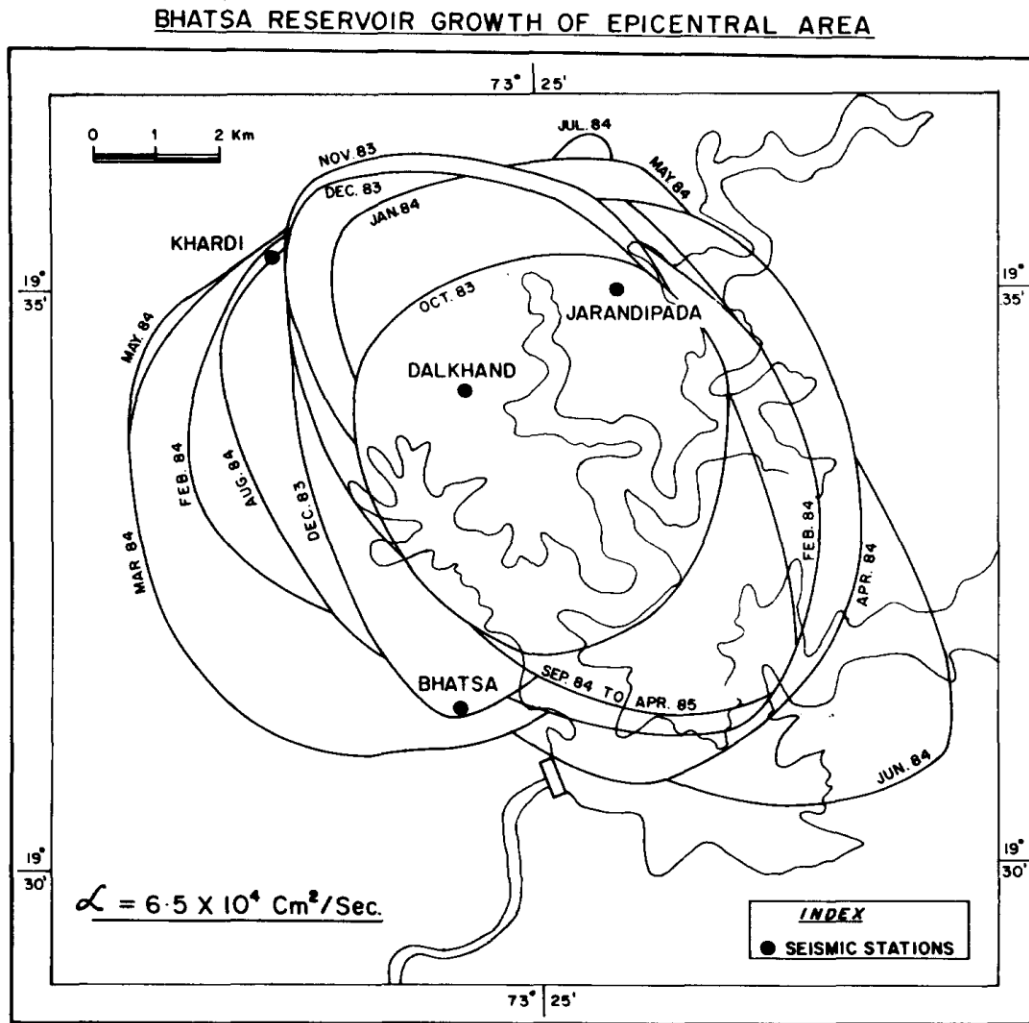 BHATSA RESERVOIR GROWTH OF EPICENTRAL AREA
73° 25'
0 1 2 Km
JUL. 84
NOV. 83
MAY. 84
DEC. 83
JAN. 84
KHARDI
19° 35'
19° 35'
OCT. 83
JARANDIPADA
MAY. 84
DALKHAND
FEB. 84
AUG. 84
DEC. 83
FEB. 84
APR. 84
MAR 84
BHATSA
SEP. 84 TO APR. 85
JUN. 84
19° 30'
19° 30'
α = 6.5 X 10⁴ Cm²/Sec.
INDEX
● SEISMIC STATIONS
73° 25'